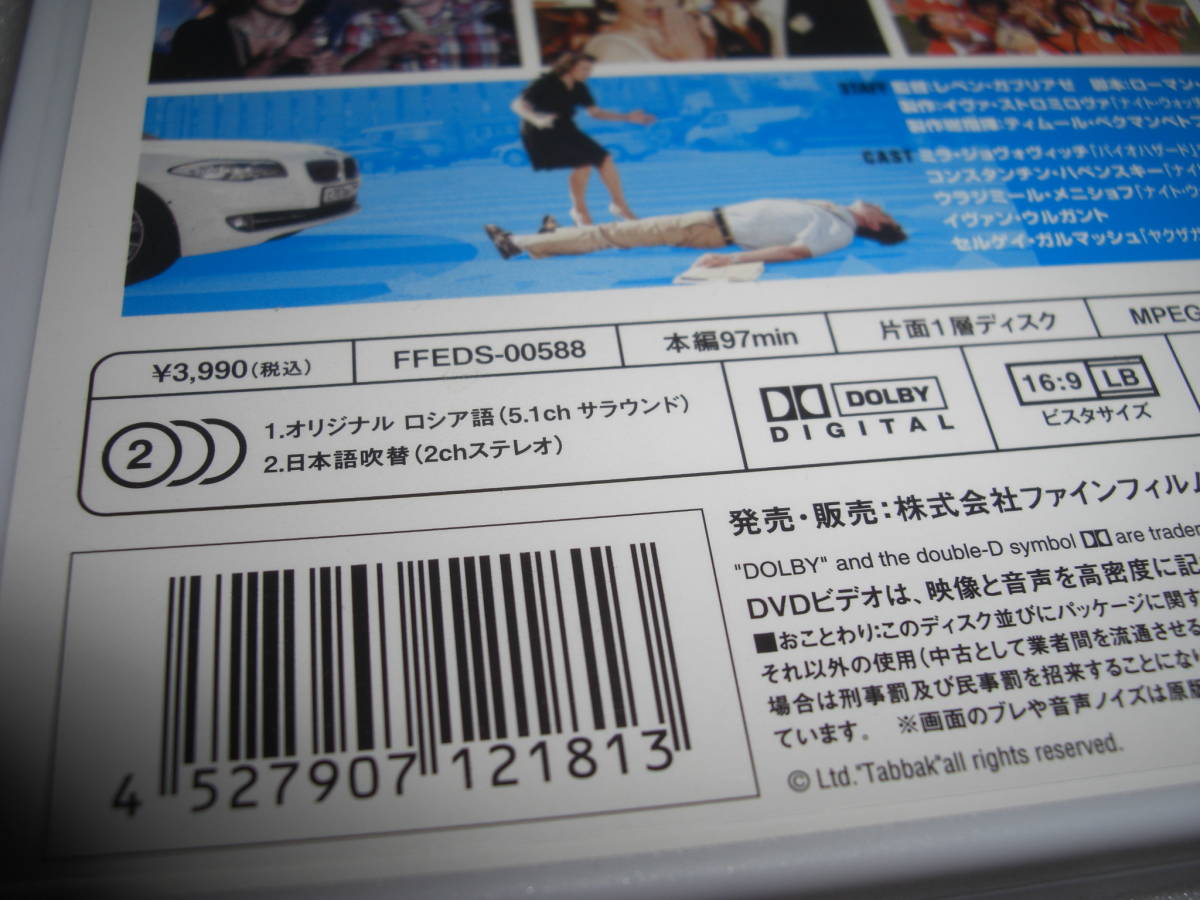 STAFF 監督:レベン・ガブリアゼ 脚本:ローマン
製作:イヴァ・ストロミロヴァ「ナイト・ウォッ
製作総指揮:ティムール・ベクマンベトフ
CAST ミラ・ジョヴォヴィッチ「バイオハザード」
コンスタンチン・ハベンスキー「ナイ
ウラジミール・メニショフ「ナイト・ウ
イヴァン・ウルガント
セルゲイ・ガルマッシュ「ヤクザガ
¥3,990(税込) FFEDS-00588 本編97min 片面1層ディスク MPEG
2 1.オリジナル ロシア語(5.1ch サラウンド)
2.日本語吹替(2chステレオ)
DOLBY
DIGITAL
16:9 LB
ビスタサイズ
発売・販売:株式会社ファインフィル
"DOLBY" and the double-D symbol are trade
DVDビデオは、映像と音声を高密度に記
■おことわり:このディスク並びにパッケージに関す
それ以外の使用(中古として業者間を流通させる
場合は刑事罰及び民事罰を招来することにな
ています。 ※画面のブレや音声ノイズは原版
© Ltd."Tabbak"all rights reserved.
4 527907 121813